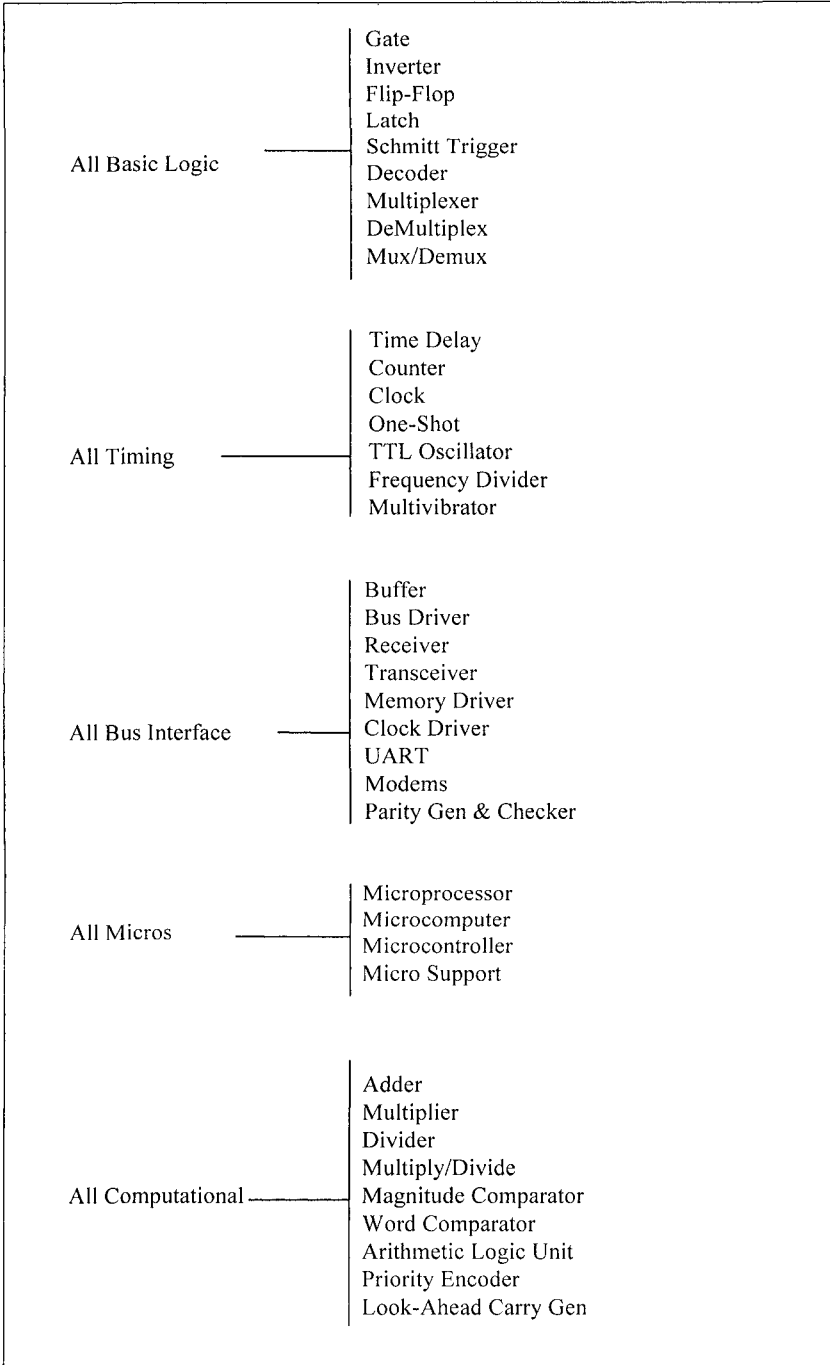 All Basic Logic
Gate
Inverter
Flip-Flop
Latch
Schmitt Trigger
Decoder
Multiplexer
DeMultiplex
Mux/Demux
All Timing
Time Delay
Counter
Clock
One-Shot
TTL Oscillator
Frequency Divider
Multivibrator
All Bus Interface
Buffer
Bus Driver
Receiver
Transceiver
Memory Driver
Clock Driver
UART
Modems
Parity Gen & Checker
All Micros
Microprocessor
Microcomputer
Microcontroller
Micro Support
All Computational
Adder
Multiplier
Divider
Multiply/Divide
Magnitude Comparator
Word Comparator
Arithmetic Logic Unit
Priority Encoder
Look-Ahead Carry Gen